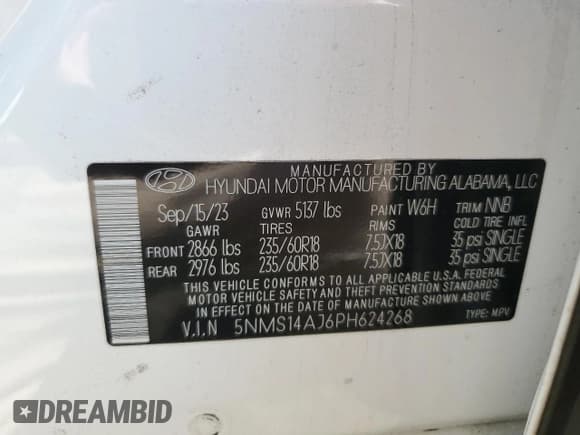 MANUFACTURED BY
HYUNDAI MOTOR MANUFACTURING ALABAMA, LLC
Sep/15/23 GVWR 5137 lbs PAINT W6H TRIM NNB
GAWR TIRES RIMS COLD TIRE INFL
FRONT 2866 lbs 235/60R18 7.5JX18 35 psi SINGLE
REAR 2976 lbs 235/60R18 7.5JX18 35 psi SINGLE
THIS VEHICLE CONFORMS TO ALL APPLICABLE U.S.A. FEDERAL
MOTOR VEHICLE SAFETY AND THEFT PREVENTION STANDARDS
IN EFFECT ON THE DATE OF MANUFACTURE SHOWN ABOVE.
V.I.N 5NMS14AJ6PH624268 TYPE: MPV
DREAMBID